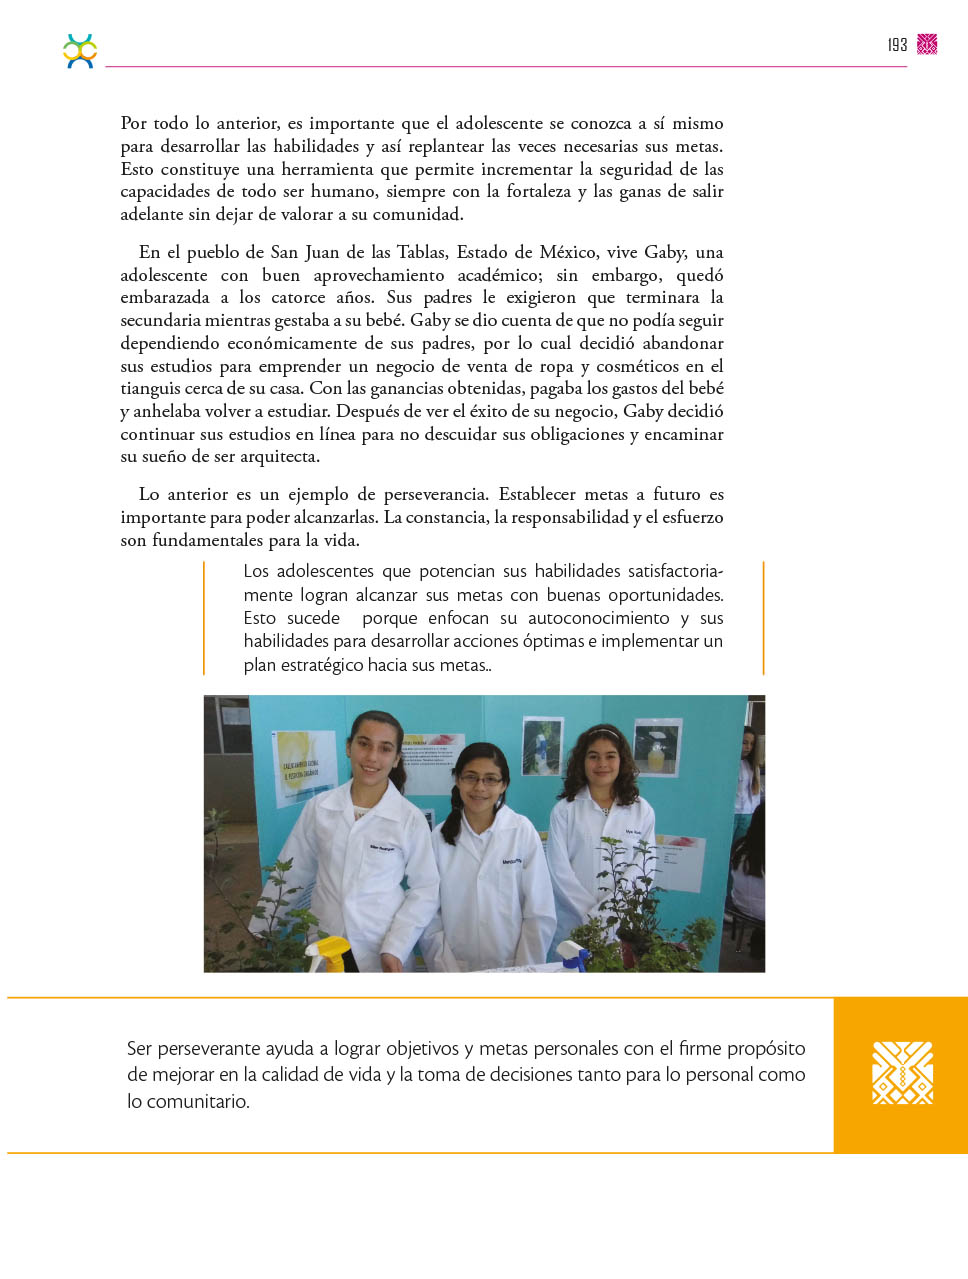 193
Por todo lo anterior, es importante que el adolescente se conozca a sí mismo
para desarrollar las habilidades y así replantear las veces necesarias sus metas.
Esto constituye una herramienta que permite incrementar la seguridad de las
capacidades de todo ser humano, siempre con la fortaleza y las ganas de salir
adelante sin dejar de valorar a su comunidad.
En el pueblo de San Juan de las Tablas, Estado de México, vive Gaby, una
adolescente con buen aprovechamiento académico; sin embargo, quedó
embarazada a los catorce años. Sus padres le exigieron que terminara la
secundaria mientras gestaba a su bebé. Gaby se dio cuenta de que no podía seguir
dependiendo económicamente de sus padres, por lo cual decidió abandonar
sus estudios para emprender un negocio de venta de ropa y cosméticos en el
tianguis cerca de su casa. Con las ganancias obtenidas, pagaba los gastos del bebé
y anhelaba volver a estudiar. Después de ver el éxito de su negocio, Gaby decidió
continuar sus estudios en línea para no descuidar sus obligaciones y encaminar
su sueño de ser arquitecta.
Lo anterior es un ejemplo de perseverancia. Establecer metas a futuro es
importante para poder alcanzarlas. La constancia, la responsabilidad y el esfuerzo
son fundamentales para la vida.
Los adolescentes que potencian sus habilidades satisfactoria-
mente logran alcanzar sus metas con buenas oportunidades.
Esto sucede porque enfocan su autoconocimiento y sus
habilidades para desarrollar acciones óptimas e implementar un
plan estratégico hacia sus metas..
Ser perseverante ayuda a lograr objetivos y metas personales con el firme propósito
de mejorar en la calidad de vida y la toma de decisiones tanto para lo personal como
lo comunitario.